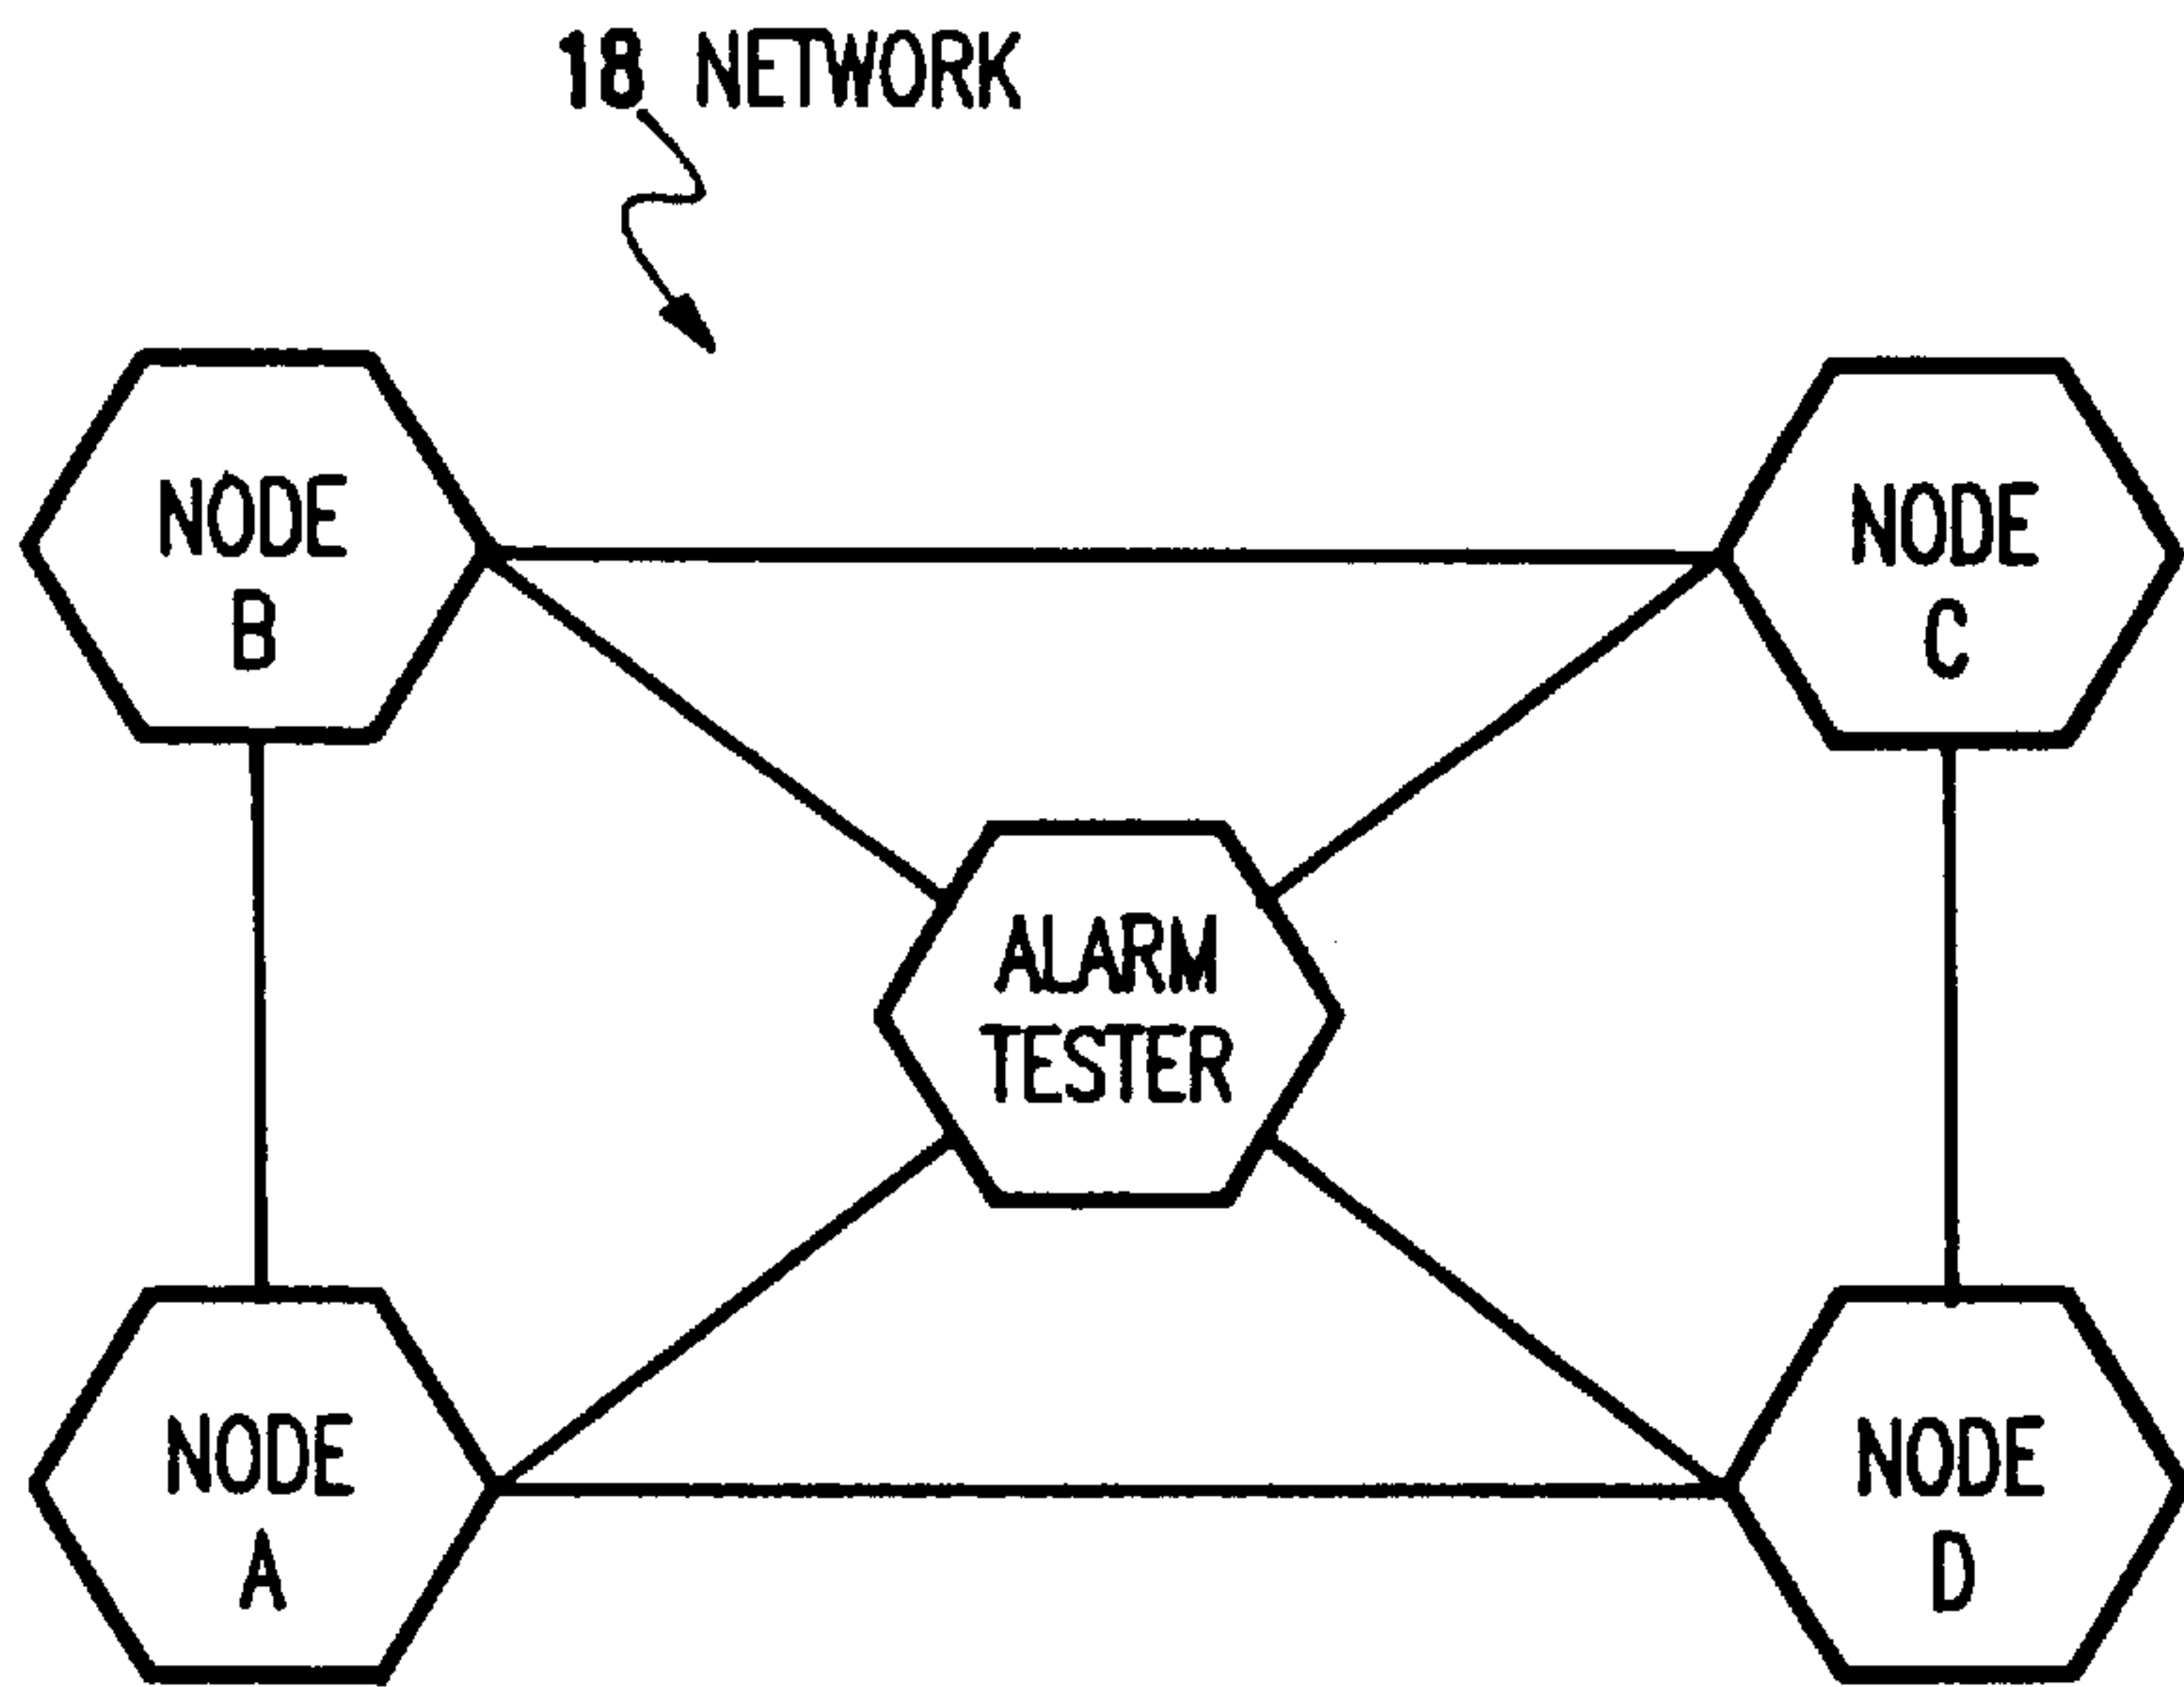 18 NETWORK
NODE
B
NODE
C
ALARM
TESTER
NODE
A
NODE
D